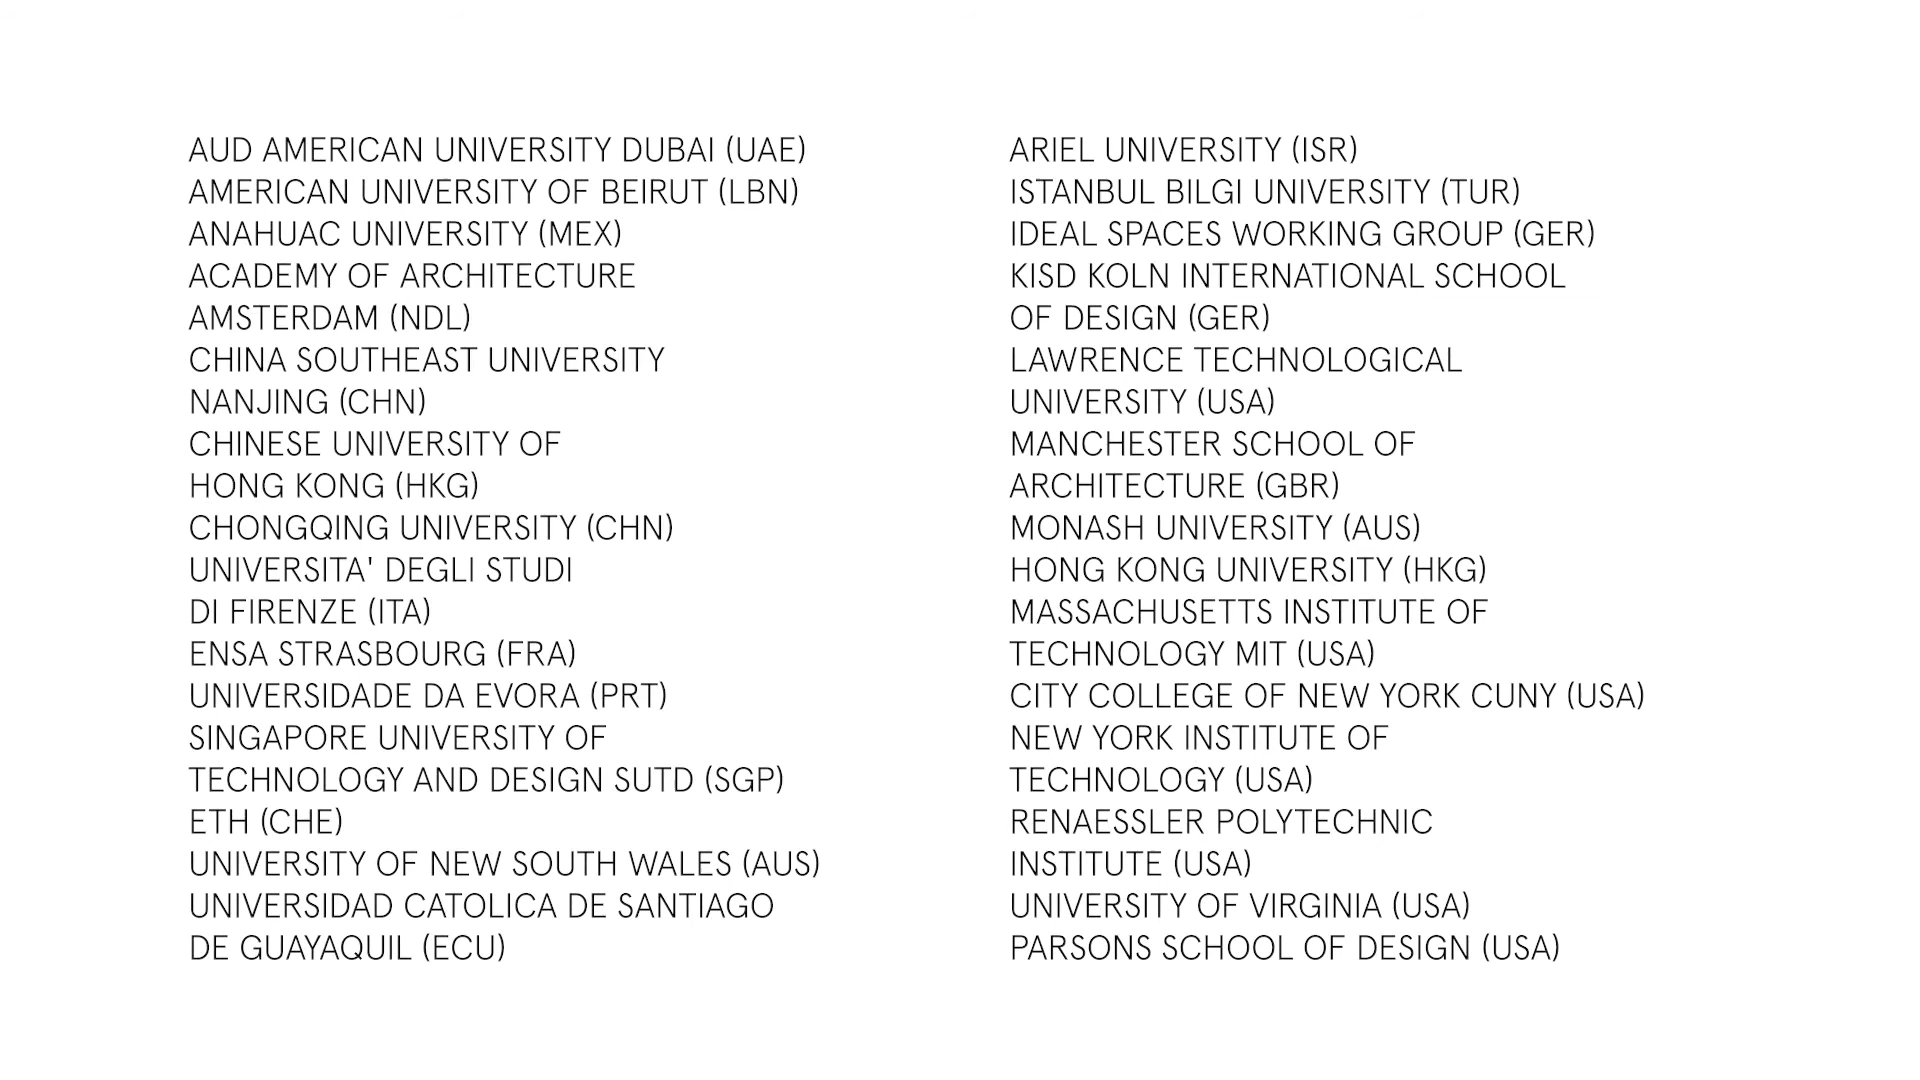 AUD AMERICAN UNIVERSITY DUBAI (UAE)
AMERICAN UNIVERSITY OF BEIRUT (LBN)
ANAHUAC UNIVERSITY (MEX)
ACADEMY OF ARCHITECTURE
AMSTERDAM (NDL)
CHINA SOUTHEAST UNIVERSITY
NANJING (CHN)
CHINESE UNIVERSITY OF
HONG KONG (HKG)
CHONGQING UNIVERSITY (CHN)
UNIVERSITA' DEGLI STUDI
DI FIRENZE (ITA)
ENSA STRASBOURG (FRA)
UNIVERSIDADE DA EVORA (PRT)
SINGAPORE UNIVERSITY OF
TECHNOLOGY AND DESIGN SUTD (SGP)
ETH (CHE)
UNIVERSITY OF NEW SOUTH WALES (AUS)
UNIVERSIDAD CATOLICA DE SANTIAGO
DE GUAYAQUIL (ECU)
ARIEL UNIVERSITY (ISR)
ISTANBUL BILGI UNIVERSITY (TUR)
IDEAL SPACES WORKING GROUP (GER)
KISD KOLN INTERNATIONAL SCHOOL
OF DESIGN (GER)
LAWRENCE TECHNOLOGICAL
UNIVERSITY (USA)
MANCHESTER SCHOOL OF
ARCHITECTURE (GBR)
MONASH UNIVERSITY (AUS)
HONG KONG UNIVERSITY (HKG)
MASSACHUSETTS INSTITUTE OF
TECHNOLOGY MIT (USA)
CITY COLLEGE OF NEW YORK CUNY (USA)
NEW YORK INSTITUTE OF
TECHNOLOGY (USA)
RENAESSLER POLYTECHNIC
INSTITUTE (USA)
UNIVERSITY OF VIRGINIA (USA)
PARSONS SCHOOL OF DESIGN (USA)